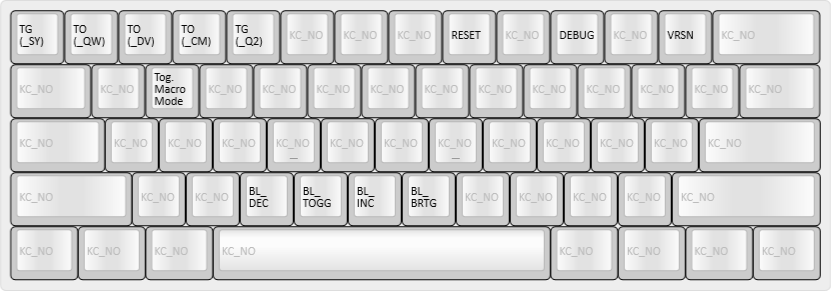 TG (_SY) TO (_QW) TO (_DV) TO (_CM) TG (_Q2) KC_NO KC_NO KC_NO RESET KC_NO DEBUG KC_NO VRSN KC_NO
KC_NO KC_NO Tog. Macro Mode KC_NO KC_NO KC_NO KC_NO KC_NO KC_NO KC_NO KC_NO KC_NO KC_NO KC_NO
KC_NO KC_NO KC_NO KC_NO KC_NO _ KC_NO KC_NO KC_NO _ KC_NO KC_NO KC_NO KC_NO KC_NO
KC_NO KC_NO KC_NO BL_ DEC BL_ TOGG BL_ INC BL_ BRTG KC_NO KC_NO KC_NO KC_NO KC_NO
KC_NO KC_NO KC_NO KC_NO KC_NO KC_NO KC_NO KC_NO